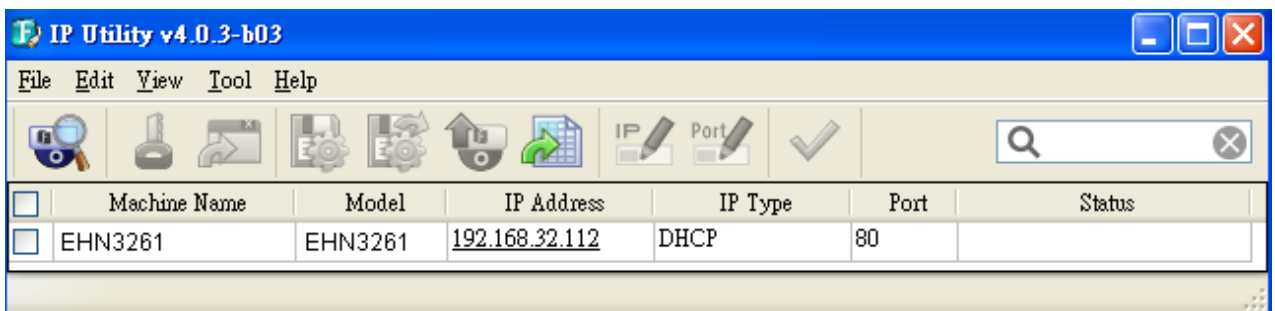 IP Utility v4.0.3-b03
File Edit View Tool Help
IP Port
Machine Name Model IP Address IP Type Port Status
EHN3261 EHN3261 192.168.32.112 DHCP 80